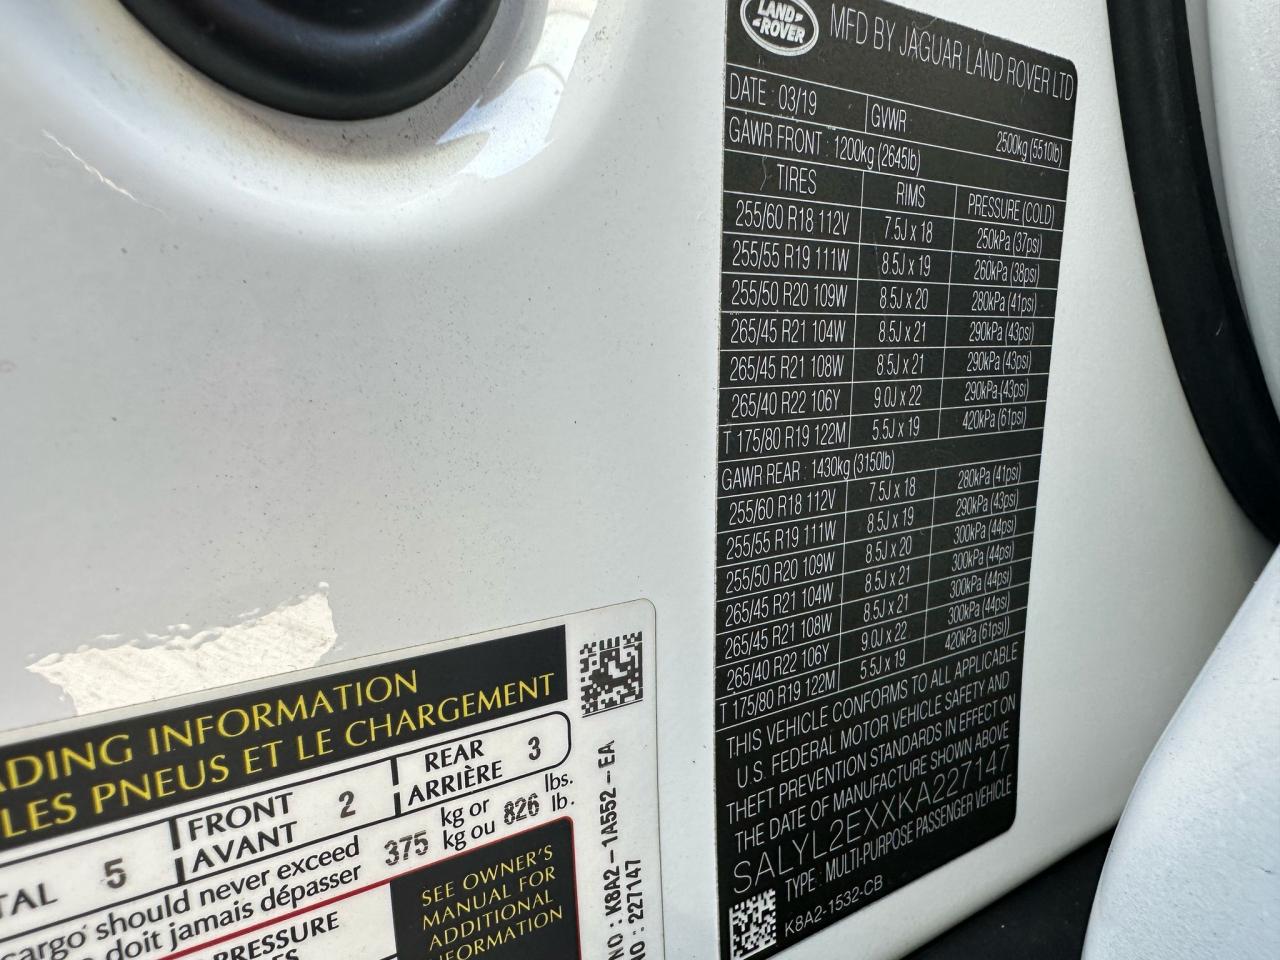 LAND
ROVER
MFD BY JAGUAR LAND ROVER LTD
DATE : 03/19 GVWR 2500kg (5510lb)
GAWR FRONT : 1200kg (2645lb)
TIRES RIMS PRESSURE (COLD)
255/60 R18 112V 7.5J x 18 250kPa (37psi)
255/55 R19 111W 8.5J x 19 260kPa (38psi)
255/50 R20 109W 8.5J x 20 280kPa (41psi)
265/45 R21 104W 8.5J x 21 290kPa (43psi)
265/45 R21 108W 8.5J x 21 290kPa (43psi)
265/40 R22 106Y 9.0J x 22 290kPa (43psi)
T 175/80 R19 122M 5.5J x 19 420kPa (61psi)
GAWR REAR : 1430kg (3150lb)
255/60 R18 112V 7.5J x 18 280kPa (41psi)
255/55 R19 111W 8.5J x 19 290kPa (43psi)
255/50 R20 109W 8.5J x 20 300kPa (44psi)
265/45 R21 104W 8.5J x 21 300kPa (44psi)
265/45 R21 108W 8.5J x 21 300kPa (44psi)
265/40 R22 106Y 9.0J x 22 300kPa (44psi)
T 175/80 R19 122M 5.5J x 19 420kPa (61psi))
THIS VEHICLE CONFORMS TO ALL APPLICABLE
U.S. FEDERAL MOTOR VEHICLE SAFETY AND
THEFT PREVENTION STANDARDS IN EFFECT ON
THE DATE OF MANUFACTURE SHOWN ABOVE
SALYL2EXXKA227147
TYPE : MULTI-PURPOSE PASSENGER VEHICLE
K8A2-1532-CB
ADING INFORMATION
LES PNEUS ET LE CHARGEMENT
TAL 5 FRONT
AVANT 2 REAR
ARRIÈRE 3
cargo should never exceed 375 kg or 826 lbs.
doit jamais dépasser kg ou lb.
PRESSURE
ES
SEE OWNER'S
MANUAL FOR
ADDITIONAL
INFORMATION
NO : K8A2-1A552-EA
NO : 227147